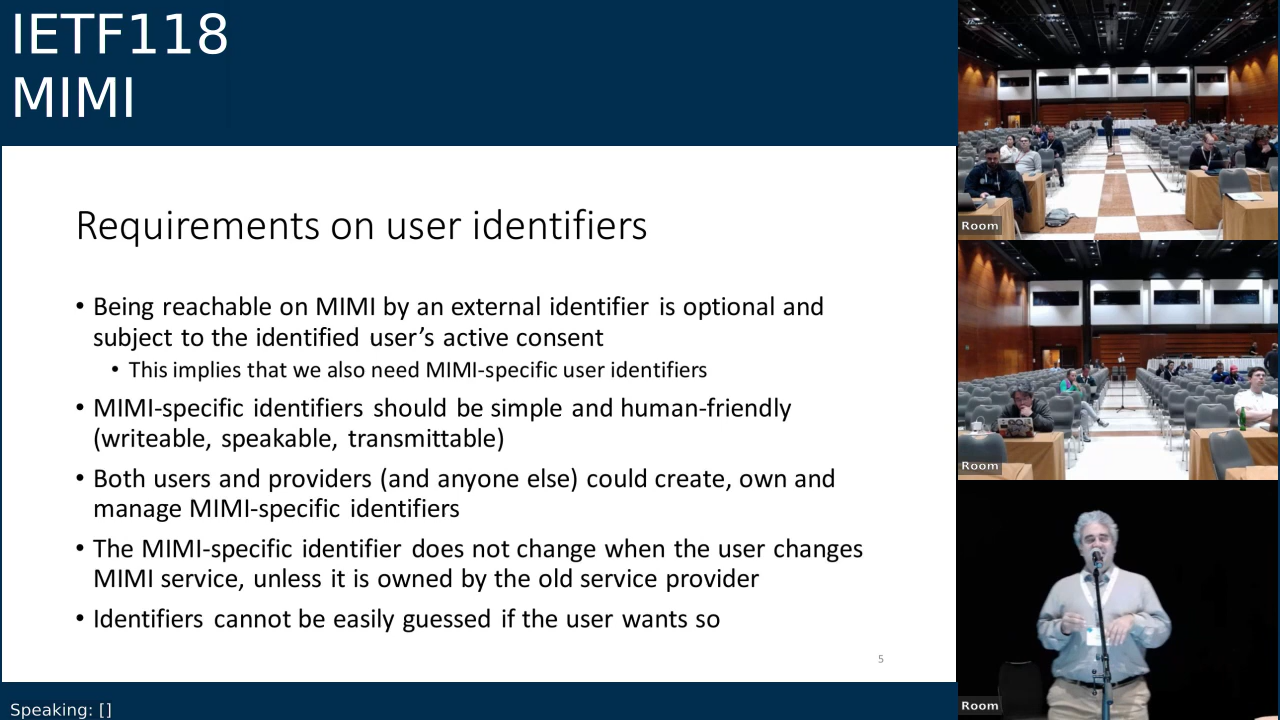 IETF118
MIMI
Requirements on user identifiers
• Being reachable on MIMI by an external identifier is optional and
subject to the identified user’s active consent
• This implies that we also need MIMI-specific user identifiers
• MIMI-specific identifiers should be simple and human-friendly
(writeable, speakable, transmittable)
• Both users and providers (and anyone else) could create, own and
manage MIMI-specific identifiers
• The MIMI-specific identifier does not change when the user changes
MIMI service, unless it is owned by the old service provider
• Identifiers cannot be easily guessed if the user wants so
5
Speaking: []
Room
Room
Room